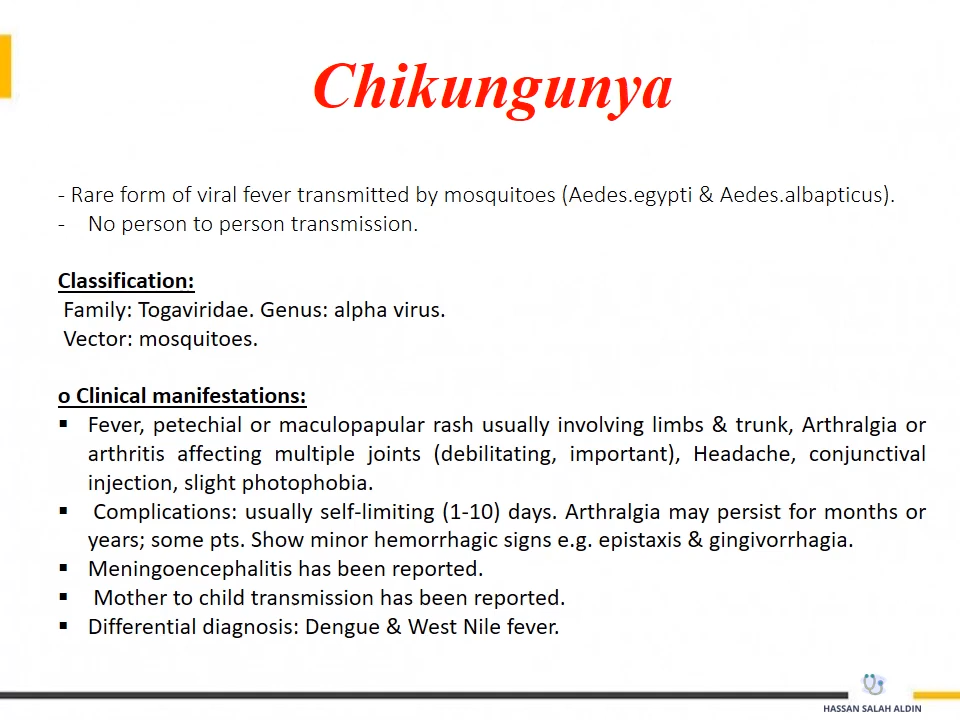 Chikungunya
- Rare form of viral fever transmitted by mosquitoes (Aedes.egypti & Aedes.albapticus).
- No person to person transmission.
Classification:
Family: Togaviridae. Genus: alpha virus.
Vector: mosquitoes.
o Clinical manifestations:
▪ Fever, petechial or maculopapular rash usually involving limbs & trunk, Arthralgia or
arthritis affecting multiple joints (debilitating, important), Headache, conjunctival
injection, slight photophobia.
▪ Complications: usually self-limiting (1-10) days. Arthralgia may persist for months or
years; some pts. Show minor hemorrhagic signs e.g. epistaxis & gingivorrhagia.
▪ Meningoencephalitis has been reported.
▪ Mother to child transmission has been reported.
▪ Differential diagnosis: Dengue & West Nile fever.
HASSAN SALAH ALDIN